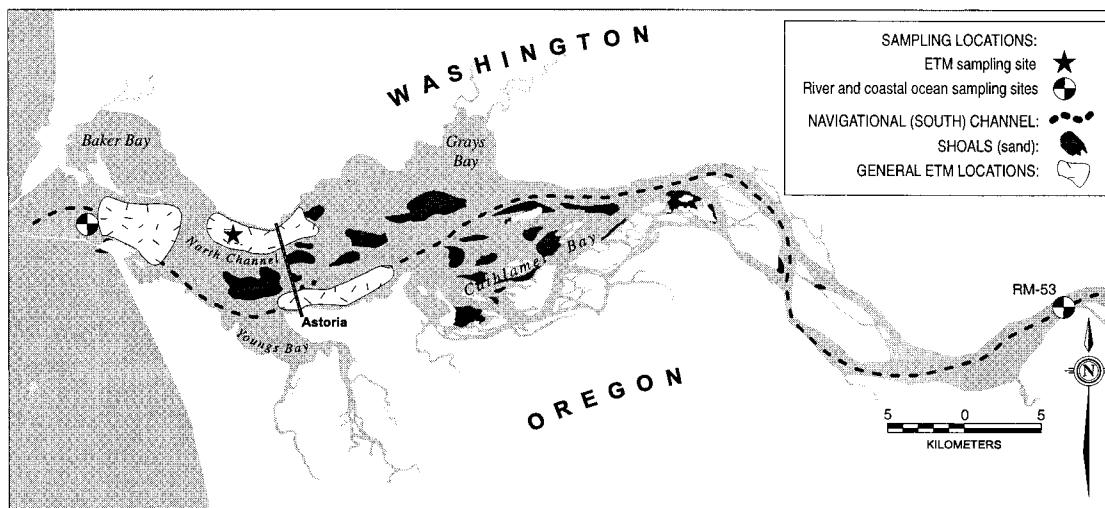 WASHINGTON
SAMPLING LOCATIONS:
ETM sampling site
River and coastal ocean sampling sites
NAVIGATIONAL (SOUTH) CHANNEL:
SHOALS (sand):
GENERAL ETM LOCATIONS:
Baker Bay
Grays
Bay
North Channel
Cathlamet Bay
RM-53
Astoria
Youngs Bay
OREGON
N
5 0 5
KILOMETERS